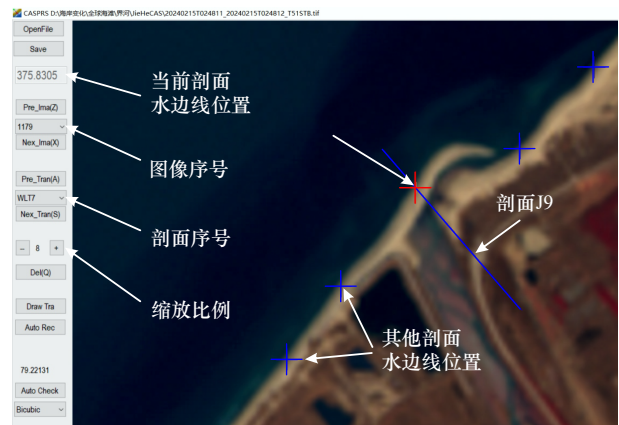 CASPRS D:\海岸变化\全球海滩\界河\JieHeCAS\20240215T024811_20240215T024812_T51STB.tif
OpenFile
Save
375.8305
当前剖面
水边线位置
Pre_Ima(Z)
1179
Nex_Ima(X)
图像序号
Pre_Tran(A)
WLT7
Nex_Tran(S)
剖面序号
剖面J9
– 8 +
Del(Q)
缩放比例
Draw Tra
Auto Rec
其他剖面
水边线位置
79.22131
Auto Check
Bicubic